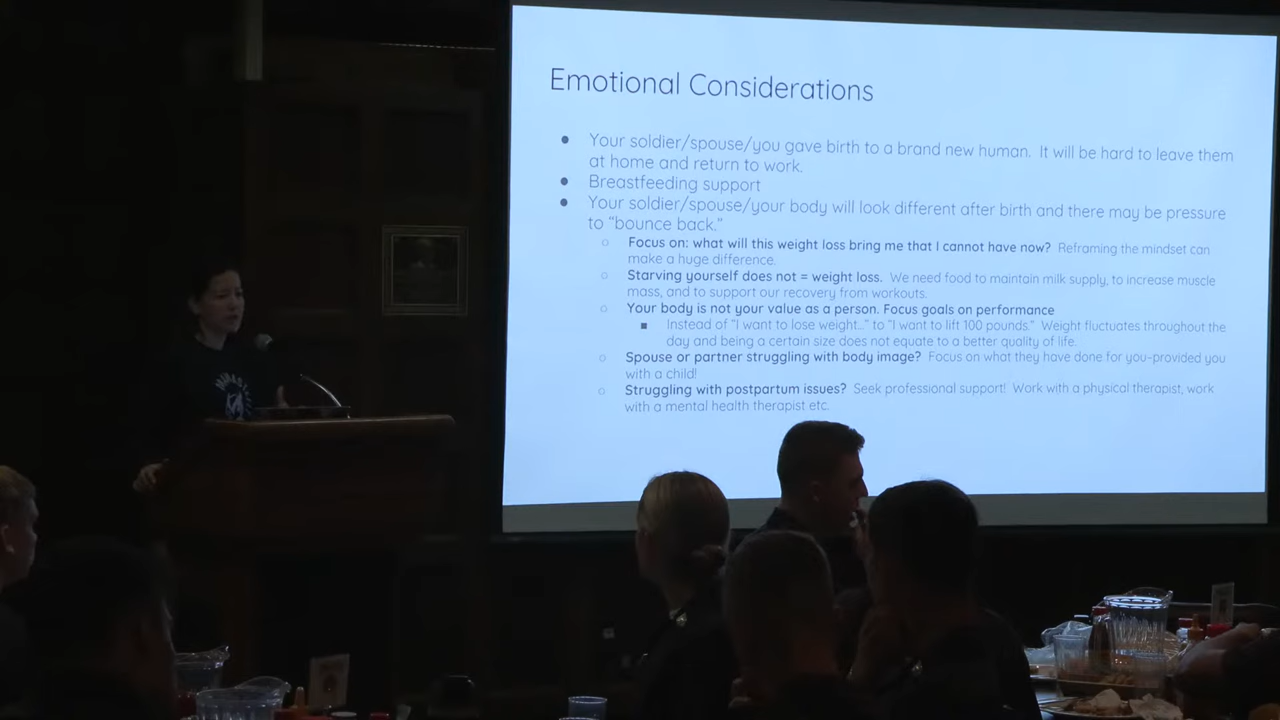 Emotional Considerations
● Your soldier/spouse/you gave birth to a brand new human. It will be hard to leave them
at home and return to work.
● Breastfeeding support
● Your soldier/spouse/your body will look different after birth and there may be pressure
to “bounce back.”
○ Focus on: what will this weight loss bring me that I cannot have now? Reframing the mindset can
make a huge difference.
○ Starving yourself does not = weight loss. We need food to maintain milk supply, to increase muscle
mass, and to support our recovery from workouts.
○ Your body is not your value as a person. Focus goals on performance
■ Instead of “I want to lose weight...” to “I want to lift 100 pounds.” Weight fluctuates throughout the
day and being a certain size does not equate to a better quality of life.
○ Spouse or partner struggling with body image? Focus on what they have done for you-provided you
with a child!
○ Struggling with postpartum issues? Seek professional support! Work with a physical therapist, work
with a mental health therapist etc.